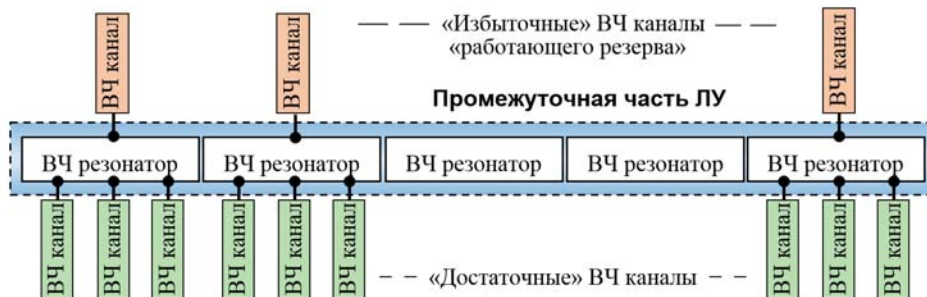 «Избыточные» ВЧ каналы
«работающего резерва»
ВЧ канал
ВЧ канал
ВЧ канал
Промежуточная часть ЛУ
ВЧ резонатор
ВЧ резонатор
ВЧ резонатор
ВЧ резонатор
ВЧ резонатор
ВЧ канал
ВЧ канал
ВЧ канал
ВЧ канал
ВЧ канал
ВЧ канал
ВЧ канал
ВЧ канал
ВЧ канал
«Достаточные» ВЧ каналы